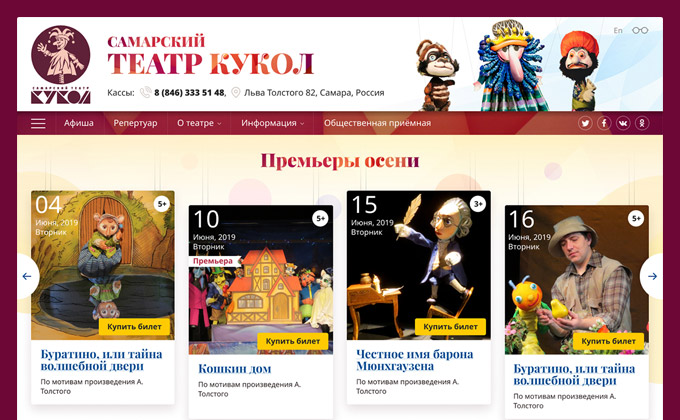 САМАРСКИЙ ТЕАТР
КУКОЛ
САМАРСКИЙ
ТЕАТР КУКОЛ
Кассы: 8 (846) 333 51 48, Льва Толстого 82, Самара, Россия
En
Афиша Репертуар О театре Информация Общественная приемная
Премьеры осени
04
Июня, 2019
Вторник
5+
Купить билет
Буратино, или тайна
волшебной двери
По мотивам произведения А.
Толстого
10
Июня, 2019
Вторник
5+
Премьера
Купить билет
Кошкин дом
По мотивам произведения А.
Толстого
15
Июня, 2019
Вторник
3+
Купить билет
Честное имя барона
Мюнхгаузена
По мотивам произведения А.
Толстого
16
Июня, 2019
Вторник
5+
Купить билет
Буратино, или тайна
волшебной двери
По мотивам произведения А.
Толстого